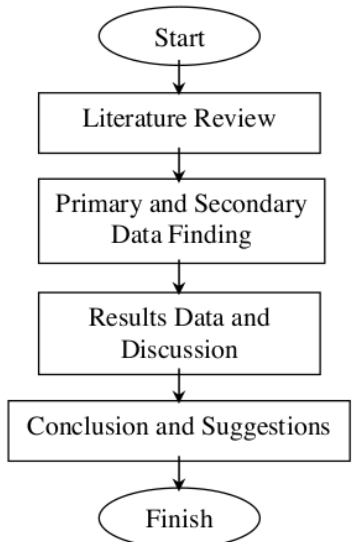 Start
Literature Review
Primary and Secondary
Data Finding
Results Data and
Discussion
Conclusion and Suggestions
Finish